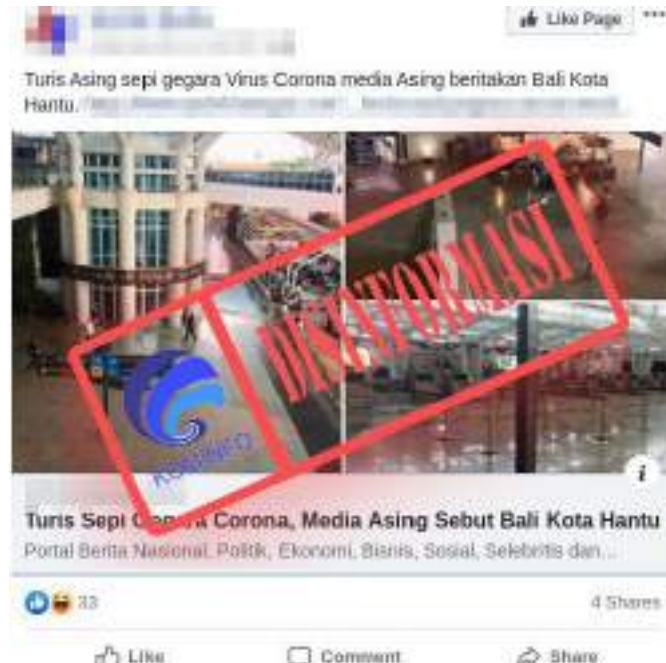 Like Page
Turis Asing sepi gegara Virus Corona media Asing beritakan Bali Kota
Hantu.
DISINFORMASI
KOMINFO
i
Turis Sepi Gegara Corona, Media Asing Sebut Bali Kota Hantu
Portal Berita Nasional, Politik, Ekonomi, Bisnis, Sosial, Selebritis dan...
33
4 Shares
Like
Comment
Share